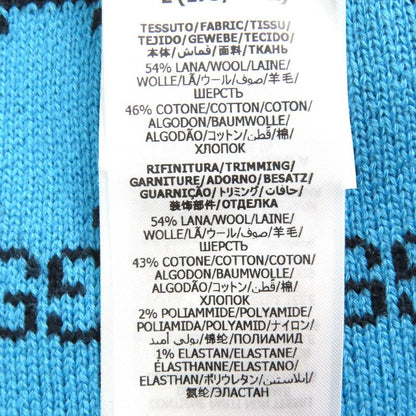 TESSUTO/FABRIC/TISSU/
TEJIDO/GEWEBE/TECIDO/
本体/قماش/面料/ТКАНЬ
54% LANA/WOOL/LAINE/
WOLLE/LÃ/ウール/صوف/羊毛/
ШЕРСТЬ
46% COTONE/COTTON/COTON/
ALGODON/BAUMWOLLE/
ALGODÃO/コットン/قطن/棉/
ХЛОПОК
RIFINITURA/TRIMMING/
GARNITURE/ADORNO/BESATZ/
GUARNIÇÃO/トリミング/حافات/
装饰部件/ОТДЕЛКА
54% LANA/WOOL/LAINE/
WOLLE/LÃ/ウール/صوف/羊毛/
ШЕРСТЬ
43% COTONE/COTTON/COTON/
ALGODON/BAUMWOLLE/
ALGODÃO/コットン/قطن/棉/
ХЛОПОК
2% POLIAMMIDE/POLYAMIDE/
POLIAMIDA/POLYAMID/ナイロン/
بولي أميد/锦纶/ПОЛИАМИД
1% ELASTAN/ELASTANE/
ELASTHANNE/ELASTANO/
ELASTHAN/ポリウレタン/إيلاستين/
氨纶/ЭЛАСТАН